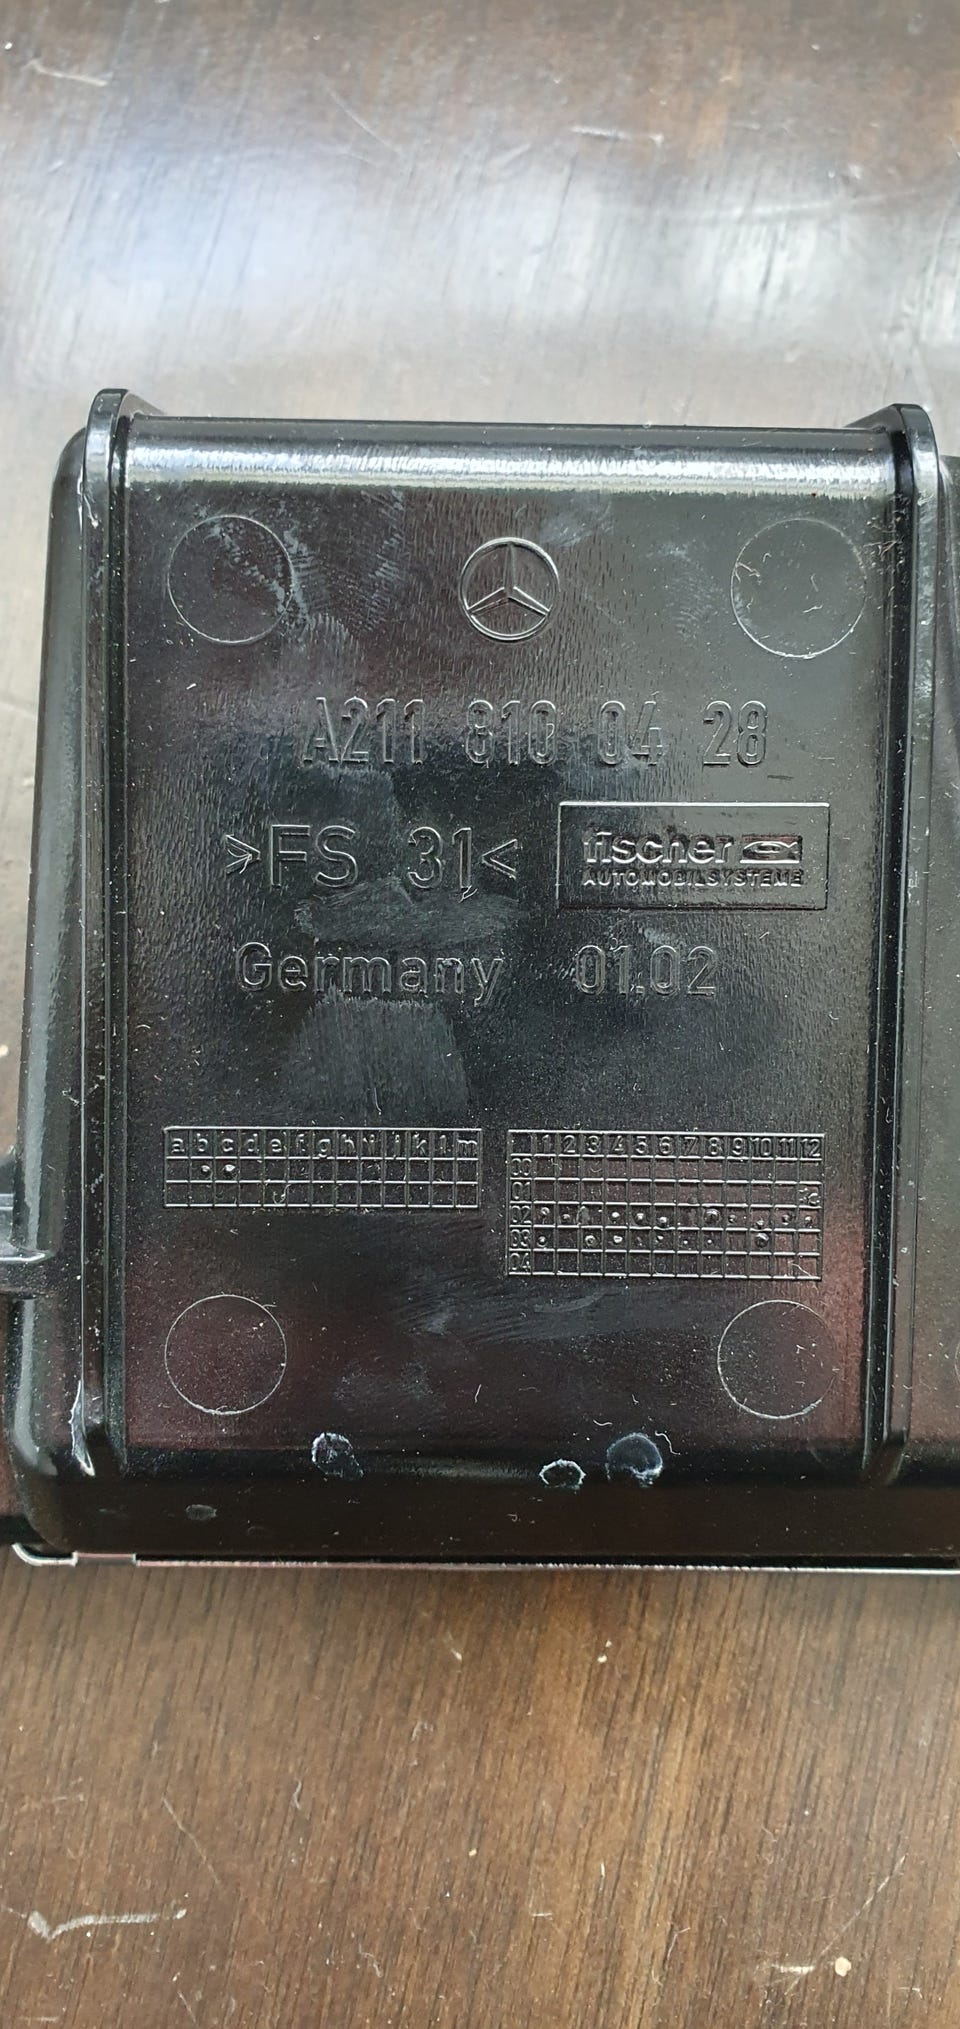 A211 810 04 28
>FS 31<
fischer
AUTOMOBILSYSTEME
Germany 01.02
a b c d e f g h i j k l m
1 2 3 4 5 6 7 8 9 10 11 12
00
01
02
03
04